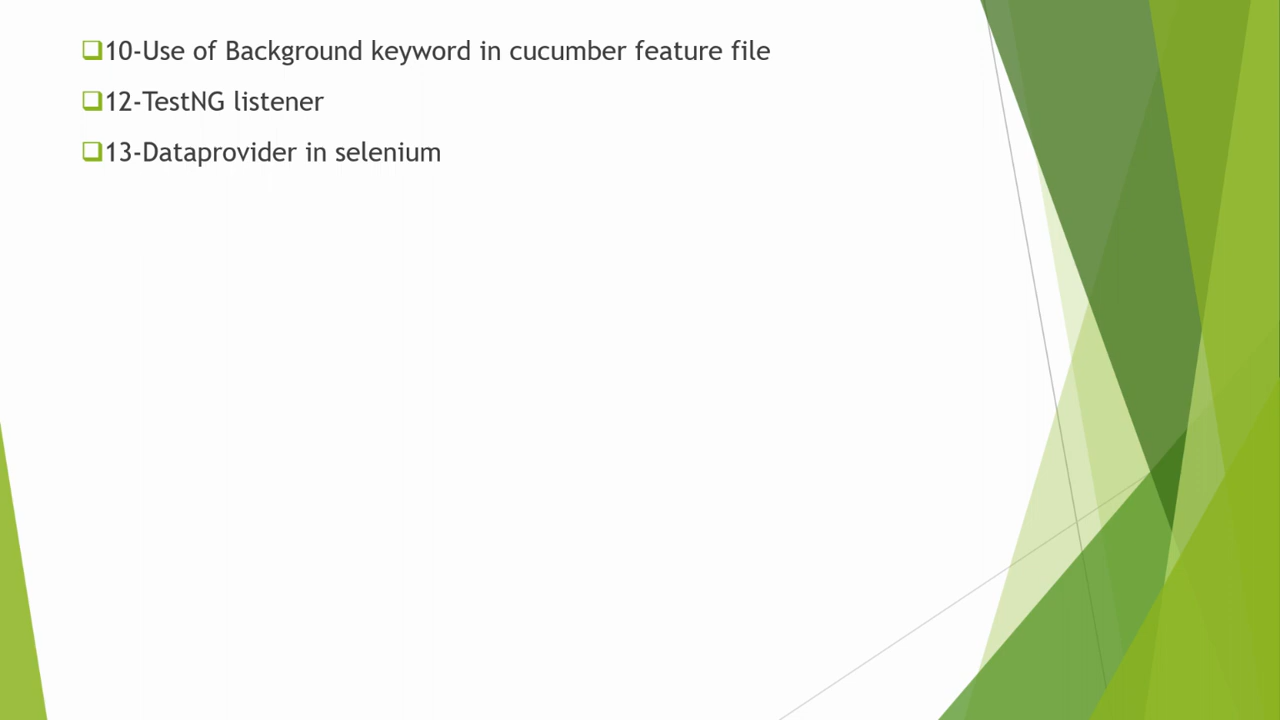 10-Use of Background keyword in cucumber feature file
12-TestNG listener
13-Dataprovider in selenium